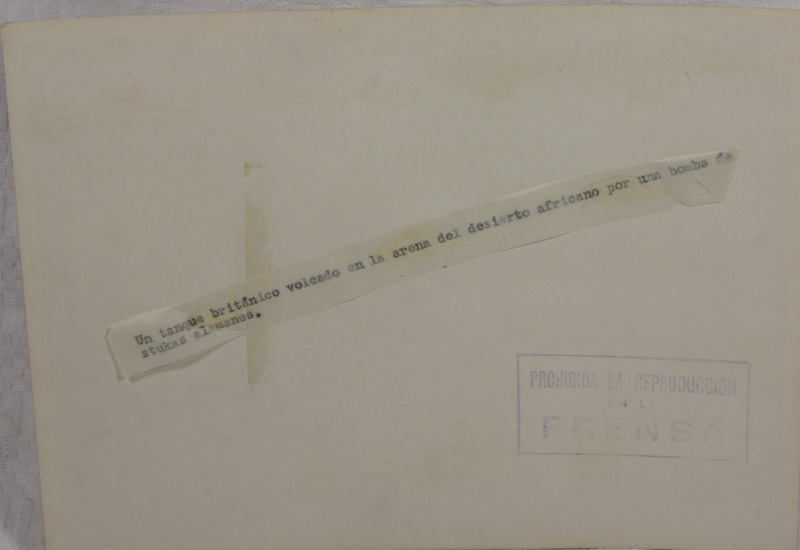 Un tanque británico volcado en la arena del desierto africano por una bomba de
stukas alemanes.
PROHIBIDA LA REPRODUCCIÓN
EN LA
PRENSA